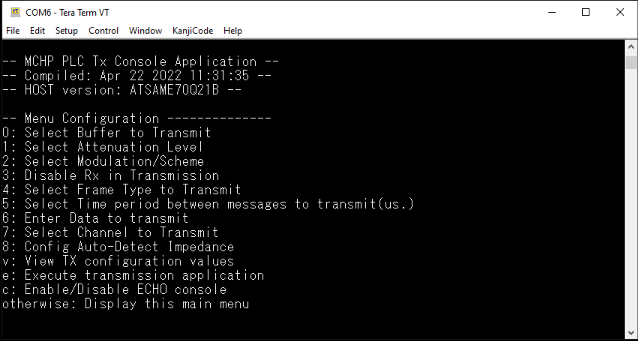 COM6 - Tera Term VT
File Edit Setup Control Window KanjiCode Help
-- MCHP PLC Tx Console Application --
-- Compiled: Apr 22 2022 11:31:35 --
-- HOST version: ATSAME70Q21B --
-- Menu Configuration --------------
0: Select Buffer to Transmit
1: Select Attenuation Level
2: Select Modulation/Scheme
3: Disable Rx in Transmission
4: Select Frame Type to Transmit
5: Select Time period between messages to transmit(us.)
6: Enter Data to transmit
7: Select Channel to Transmit
8: Config Auto-Detect Impedance
v: View TX configuration values
e: Execute transmission application
c: Enable/Disable ECHO console
otherwise: Display this main menu